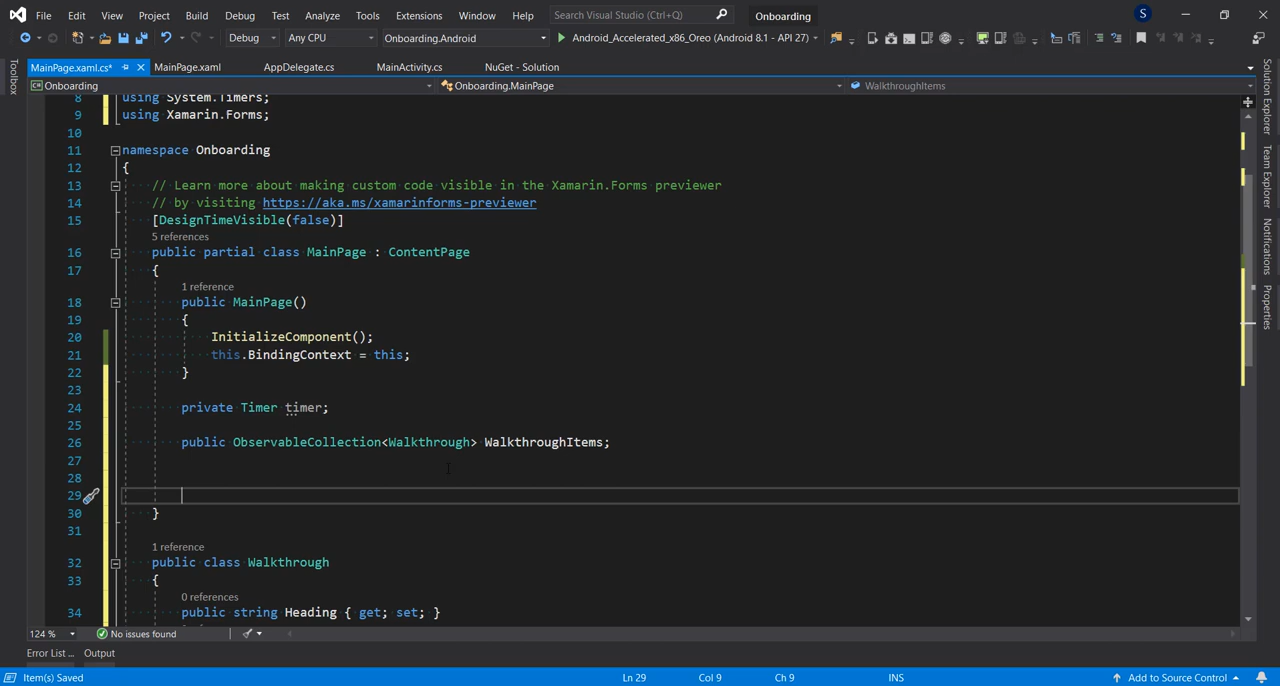 File Edit View Project Build Debug Test Analyze Tools Extensions Window Help Search Visual Studio (Ctrl+Q) Onboarding S
Debug Any CPU Onboarding.Android Android_Accelerated_x86_Oreo (Android 8.1 - API 27)
MainPage.xaml.cs* MainPage.xaml AppDelegate.cs MainActivity.cs NuGet - Solution
Onboarding Onboarding.MainPage WalkthroughItems
Toolbox
Solution Explorer
Team Explorer
Notifications
Properties
8 using System.Timers;
9 using Xamarin.Forms;
10
11 namespace Onboarding
12 {
13 // Learn more about making custom code visible in the Xamarin.Forms previewer
14 // by visiting https://aka.ms/xamarinforms-previewer
15 [DesignTimeVisible(false)]
5 references
16 public partial class MainPage : ContentPage
17 {
1 reference
18 public MainPage()
19 {
20 InitializeComponent();
21 this.BindingContext = this;
22 }
23
24 private Timer timer;
25
26 public ObservableCollection<Walkthrough> WalkthroughItems;
27
28
29
30 }
31
1 reference
32 public class Walkthrough
33 {
0 references
34 public string Heading { get; set; }
124 % No issues found
Error List ... Output
Item(s) Saved Ln 29 Col 9 Ch 9 INS Add to Source Control